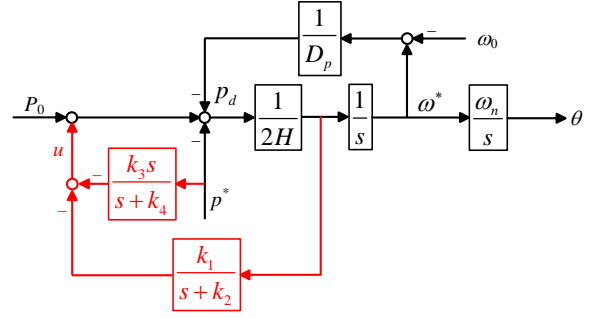 1
D_p
−
ω_0
−
P_0
−
p_d
1
2H
1
s
ω^*
ω_n
s
θ
u
−
k_3 s
s + k_4
−
p^*
−
k_1
s + k_2